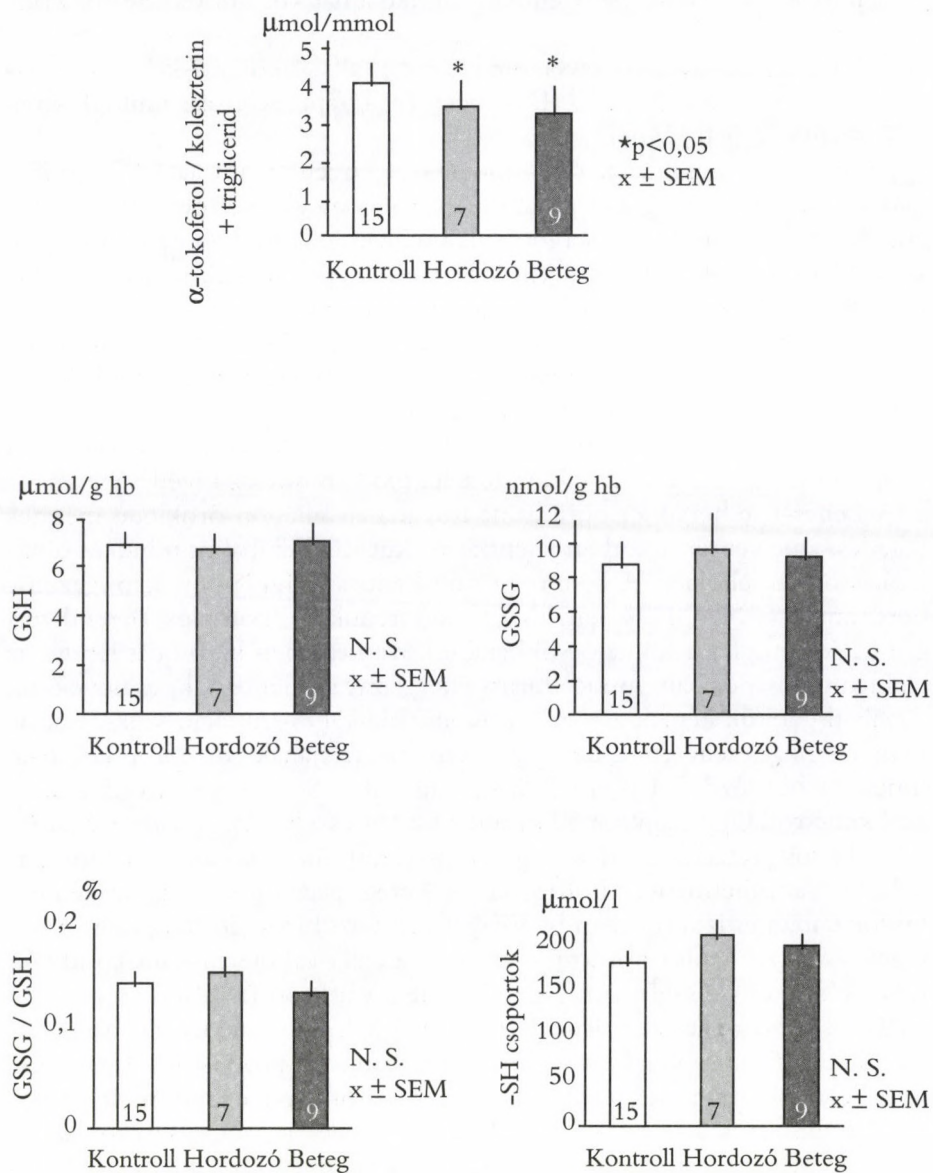 µmol/mmol
α-tokoferol / koleszterin
+ triglicerid
5
4
3
2
1
0
* *
15 7 9
*p<0,05
x ± SEM
Kontroll Hordozó Beteg
µmol/g hb
GSH
8
6
4
2
0
15 7 9
N. S.
x ± SEM
Kontroll Hordozó Beteg
nmol/g hb
GSSG
12
10
8
6
4
2
0
15 7 9
N. S.
x ± SEM
Kontroll Hordozó Beteg
%
GSSG / GSH
0,2
0,1
0
15 7 9
N. S.
x ± SEM
Kontroll Hordozó Beteg
µmol/l
-SH csoportok
200
150
100
50
0
15 7 9
N. S.
x ± SEM
Kontroll Hordozó Beteg